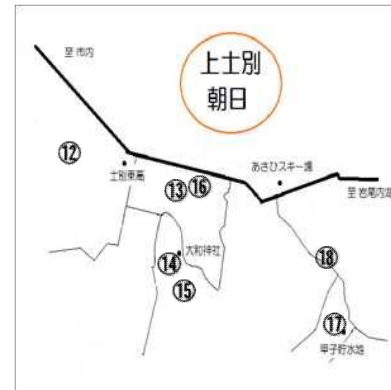 至 市内
上士別
朝日
⑫
士別東高
あさひスキー場
⑬
⑯
至 岩尾内湖
大和神社
⑭
⑮
⑱
⑰
甲子貯水池